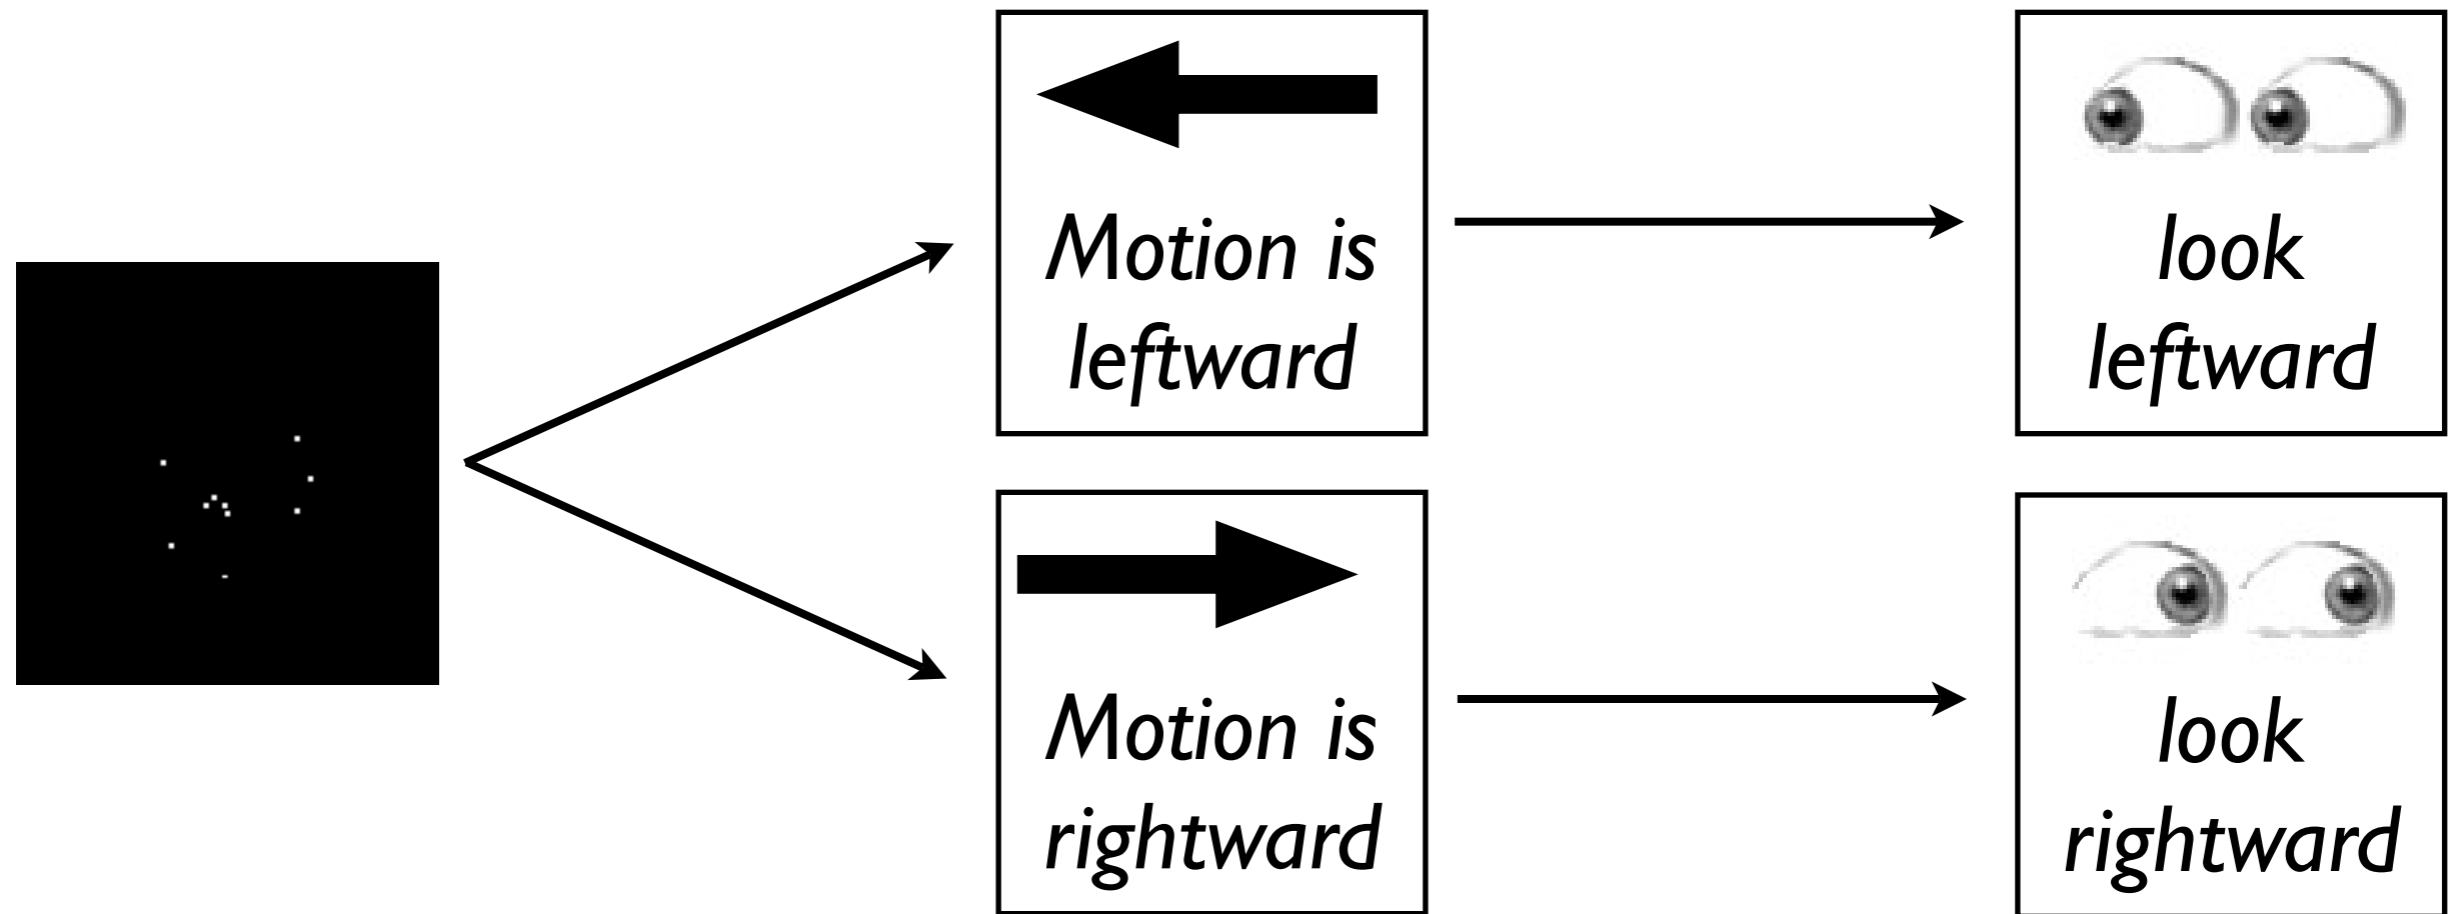 Motion is
leftward
look
leftward
Motion is
rightward
look
rightward